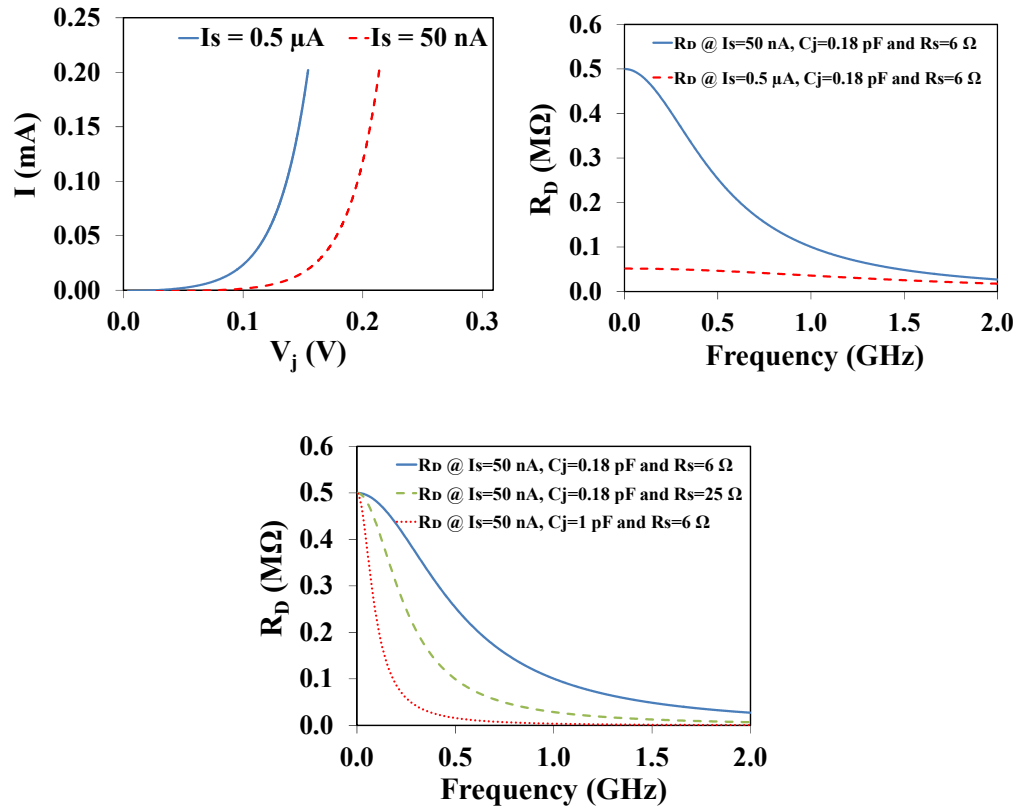 Is = 0.5 µA Is = 50 nA
0.20
0.15
0.10
0.05
0.00
I (mA)
0.0 0.1 0.2 0.3
Vj (V)
RD @ Is=50 nA, Cj=0.18 pF and Rs=6 Ω
RD @ Is=0.5 µA, Cj=0.18 pF and Rs=6 Ω
0.6
0.5
0.4
0.3
0.2
0.1
0.0
RD (MΩ)
0.0 0.5 1.0 1.5 2.0
Frequency (GHz)
RD @ Is=50 nA, Cj=0.18 pF and Rs=6 Ω
RD @ Is=50 nA, Cj=0.18 pF and Rs=25 Ω
RD @ Is=50 nA, Cj=1 pF and Rs=6 Ω
0.6
0.5
0.4
0.3
0.2
0.1
0.0
RD (MΩ)
0.0 0.5 1.0 1.5 2.0
Frequency (GHz)